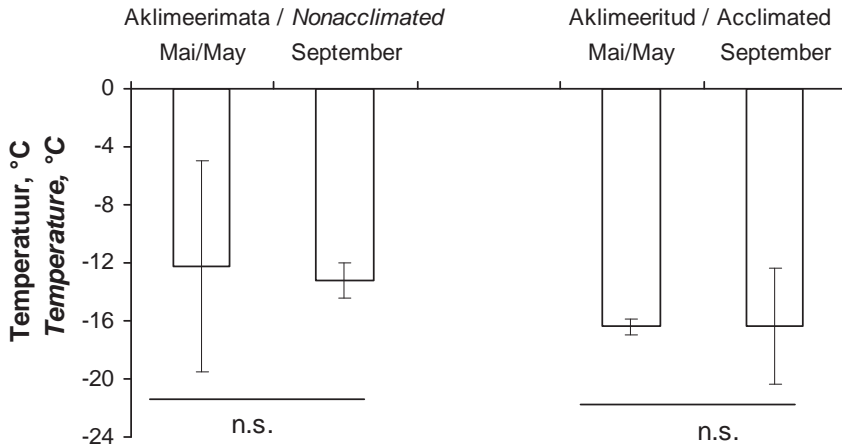 Aklimeerimata / Nonacclimated
Aklimeeritud / Acclimated
Mai/May
September
Mai/May
September
Temperatuur, °C
Temperature, °C
0
-4
-8
-12
-16
-20
-24
n.s.
n.s.